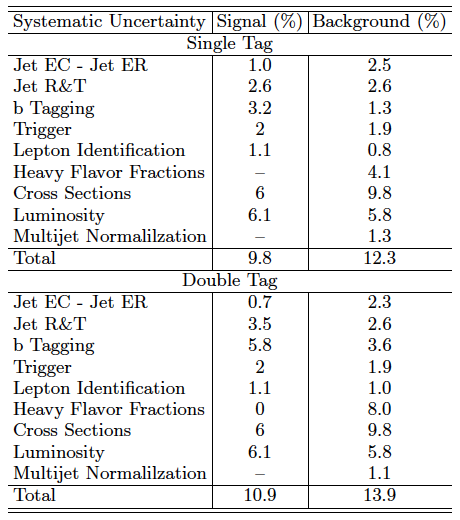 Systematic Uncertainty Signal (%) Background (%)
Single Tag
Jet EC - Jet ER 1.0 2.5
Jet R&T 2.6 2.6
b Tagging 3.2 1.3
Trigger 2 1.9
Lepton Identification 1.1 0.8
Heavy Flavor Fractions – 4.1
Cross Sections 6 9.8
Luminosity 6.1 5.8
Multijet Normalilzation – 1.3
Total 9.8 12.3
Double Tag
Jet EC - Jet ER 0.7 2.3
Jet R&T 3.5 2.6
b Tagging 5.8 3.6
Trigger 2 1.9
Lepton Identification 1.1 1.0
Heavy Flavor Fractions 0 8.0
Cross Sections 6 9.8
Luminosity 6.1 5.8
Multijet Normalilzation – 1.1
Total 10.9 13.9